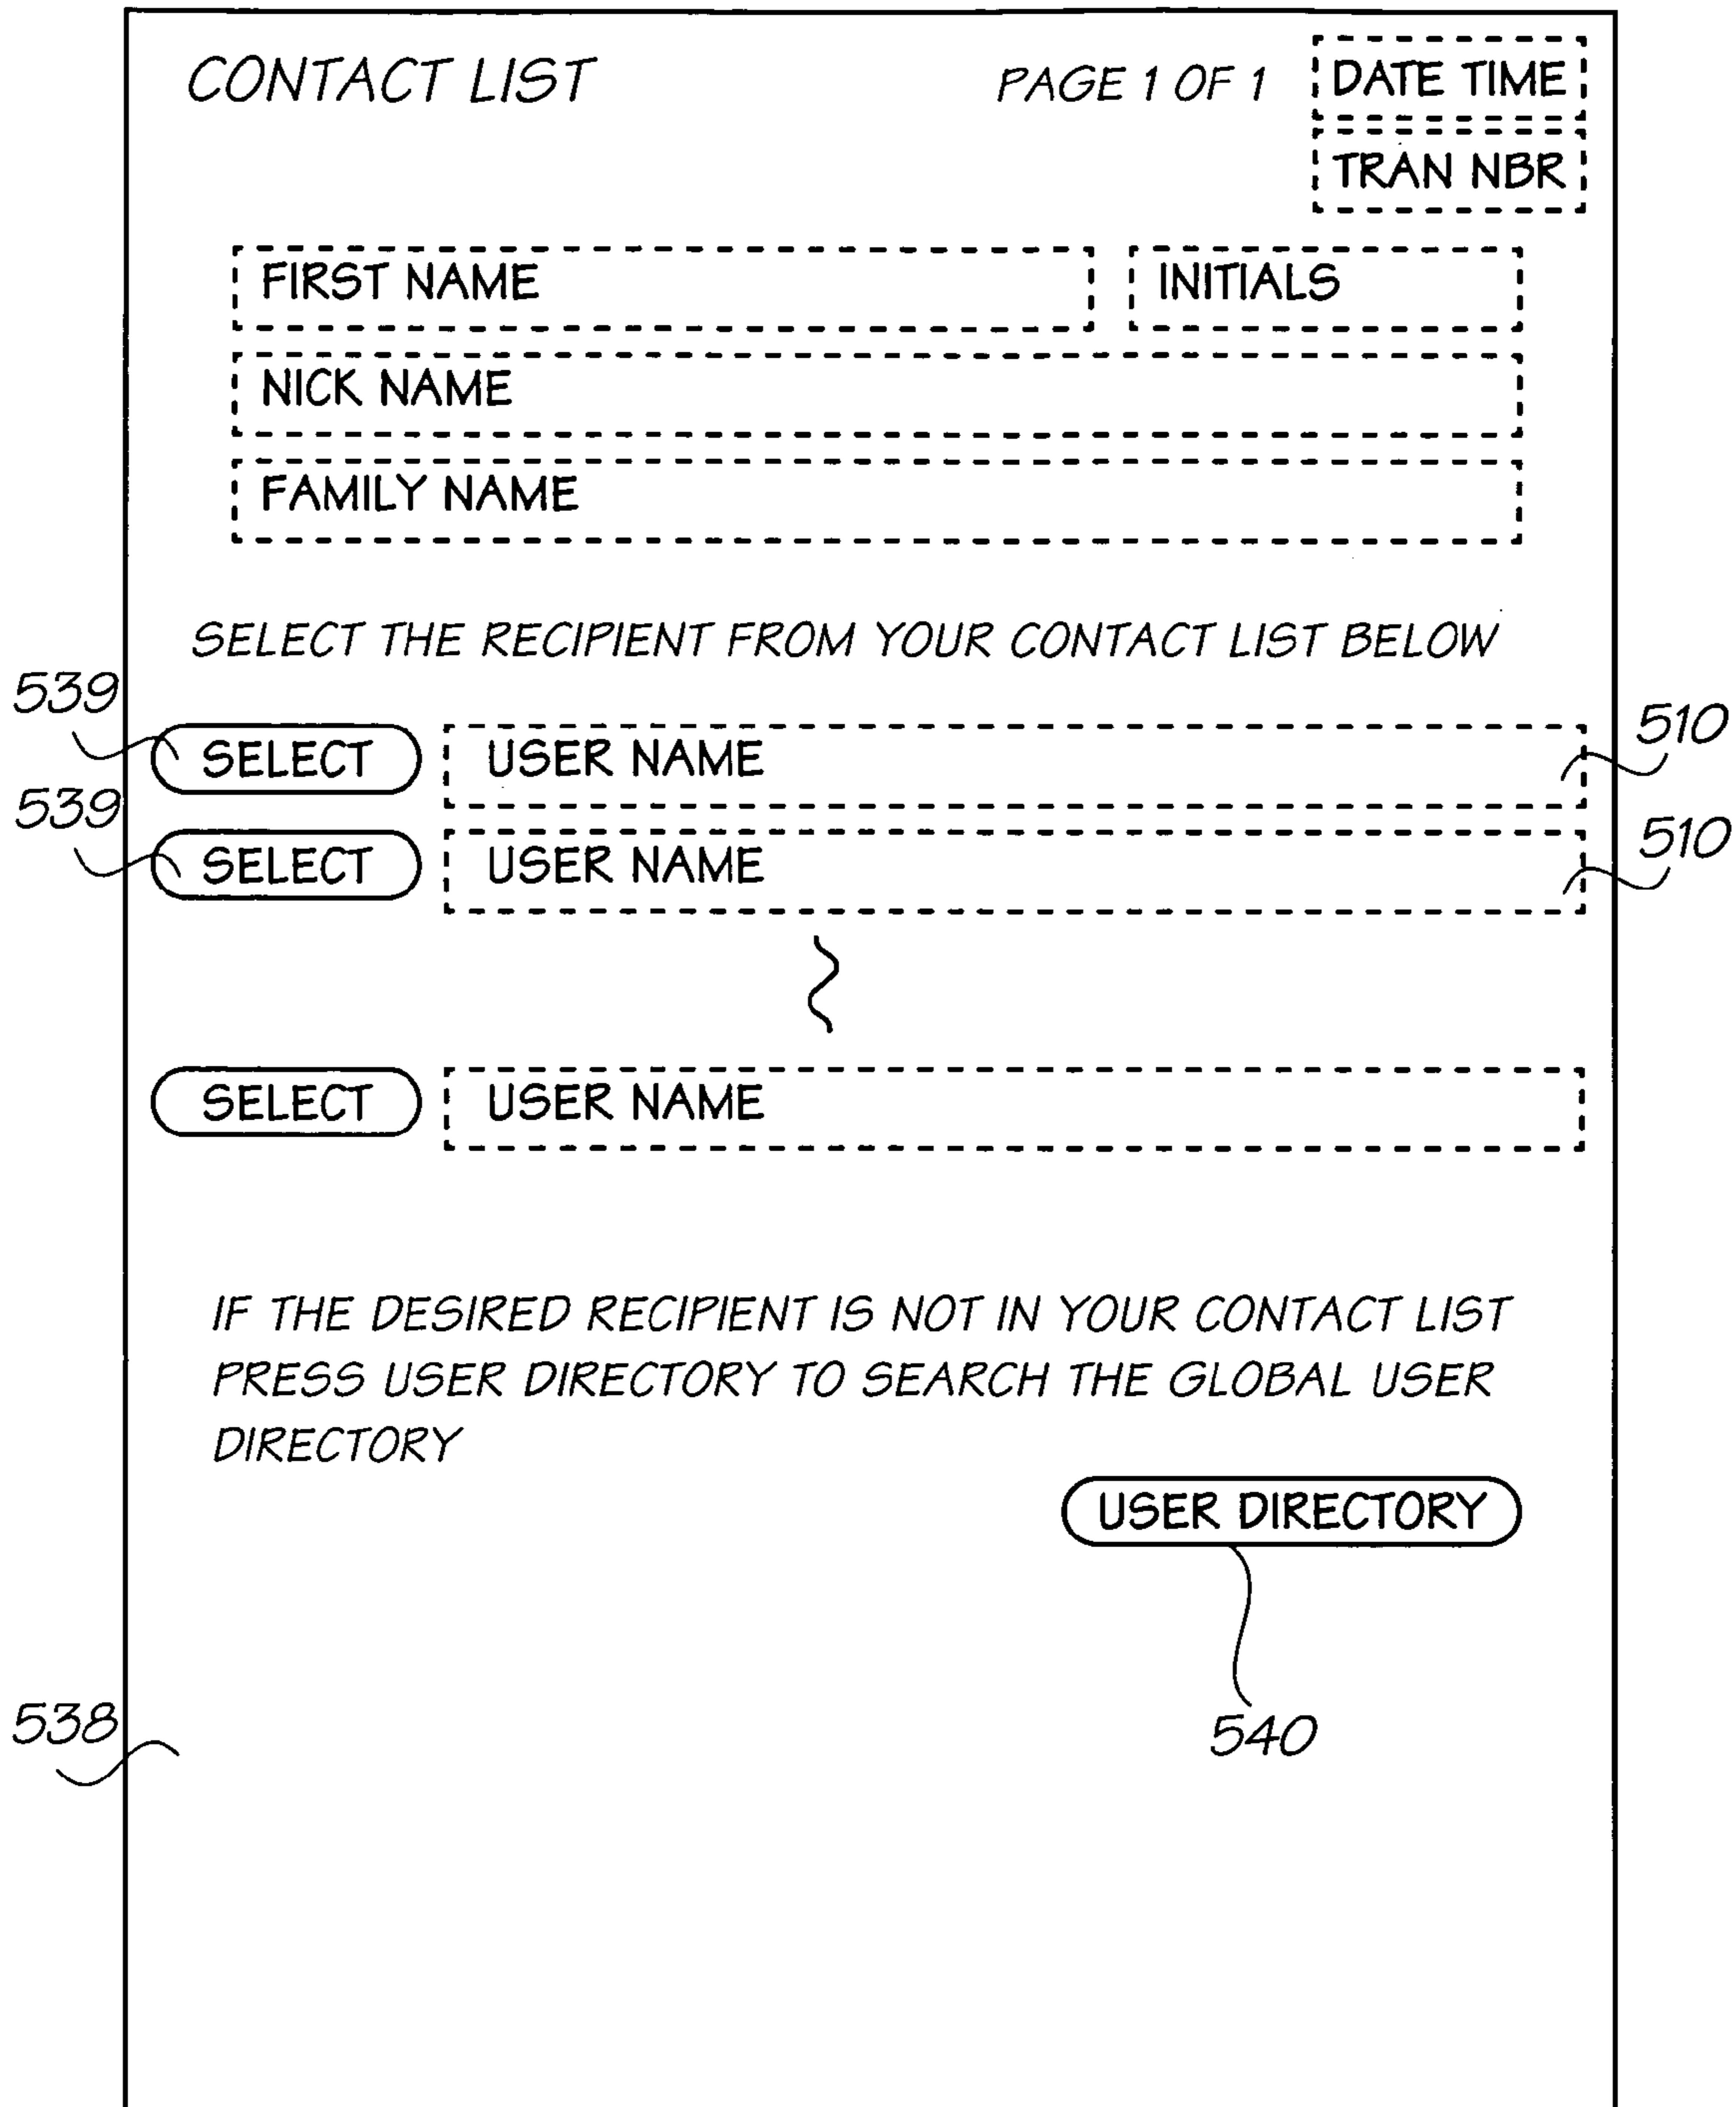 CONTACT LIST PAGE 1 OF 1 DATE TIME
TRAN NBR
FIRST NAME INITIALS
NICK NAME
FAMILY NAME
SELECT THE RECIPIENT FROM YOUR CONTACT LIST BELOW
539
SELECT USER NAME 510
539
SELECT USER NAME 510
SELECT USER NAME
IF THE DESIRED RECIPIENT IS NOT IN YOUR CONTACT LIST
PRESS USER DIRECTORY TO SEARCH THE GLOBAL USER
DIRECTORY
USER DIRECTORY
538
540